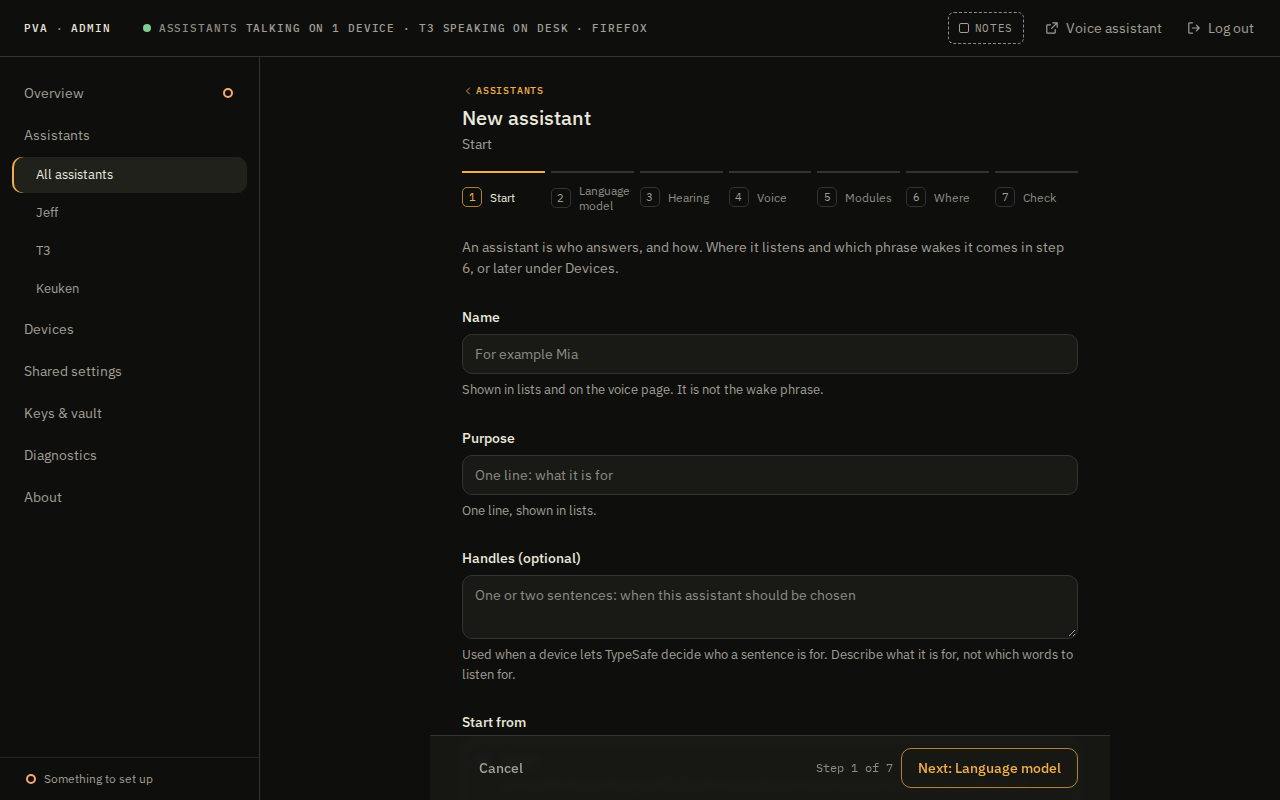 PVA · ADMIN
ASSISTANTS TALKING ON 1 DEVICE · T3 SPEAKING ON DESK · FIREFOX
NOTES
Voice assistant
Log out
Overview
Assistants
All assistants
Jeff
T3
Keuken
Devices
Shared settings
Keys & vault
Diagnostics
About
Something to set up
ASSISTANTS
New assistant
Start
1 Start
2 Language model
3 Hearing
4 Voice
5 Modules
6 Where
7 Check
An assistant is who answers, and how. Where it listens and which phrase wakes it comes in step
6, or later under Devices.
Name
For example Mia
Shown in lists and on the voice page. It is not the wake phrase.
Purpose
One line: what it is for
One line, shown in lists.
Handles (optional)
One or two sentences: when this assistant should be chosen
Used when a device lets TypeSafe decide who a sentence is for. Describe what it is for, not which words to
listen for.
Start from
Cancel
Step 1 of 7
Next: Language model